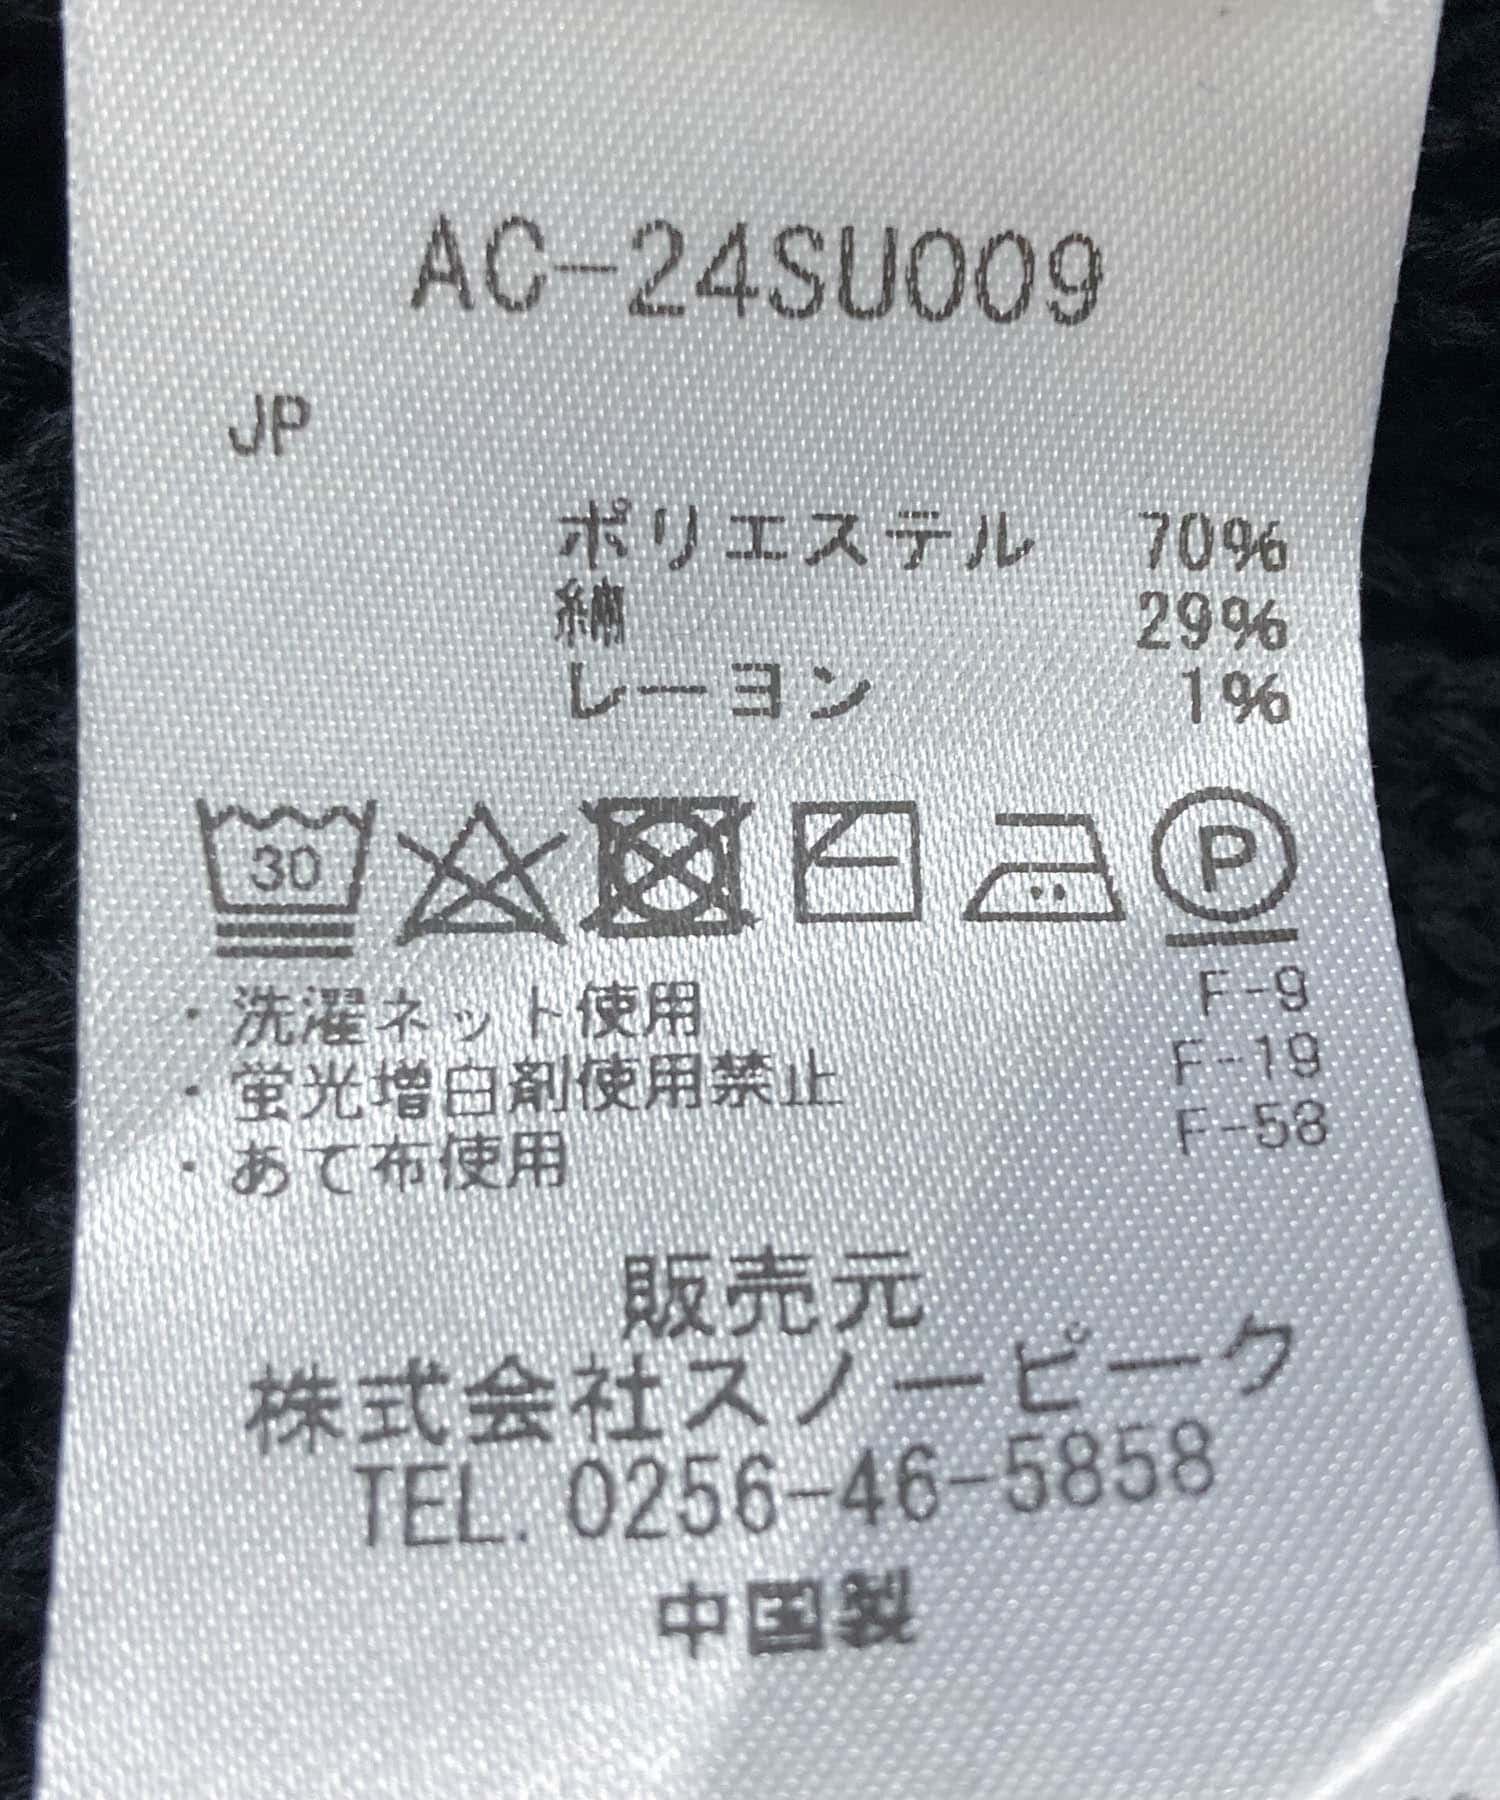 AC-24SU009
JP
ポリエステル 70%
綿 29%
レーヨン 1%
30 P
・洗濯ネット使用 F-9
・蛍光増白剤使用禁止 F-19
・あて布使用 F-58
販売元
株式会社スノーピーク
TEL. 0256-46-5858
中国製